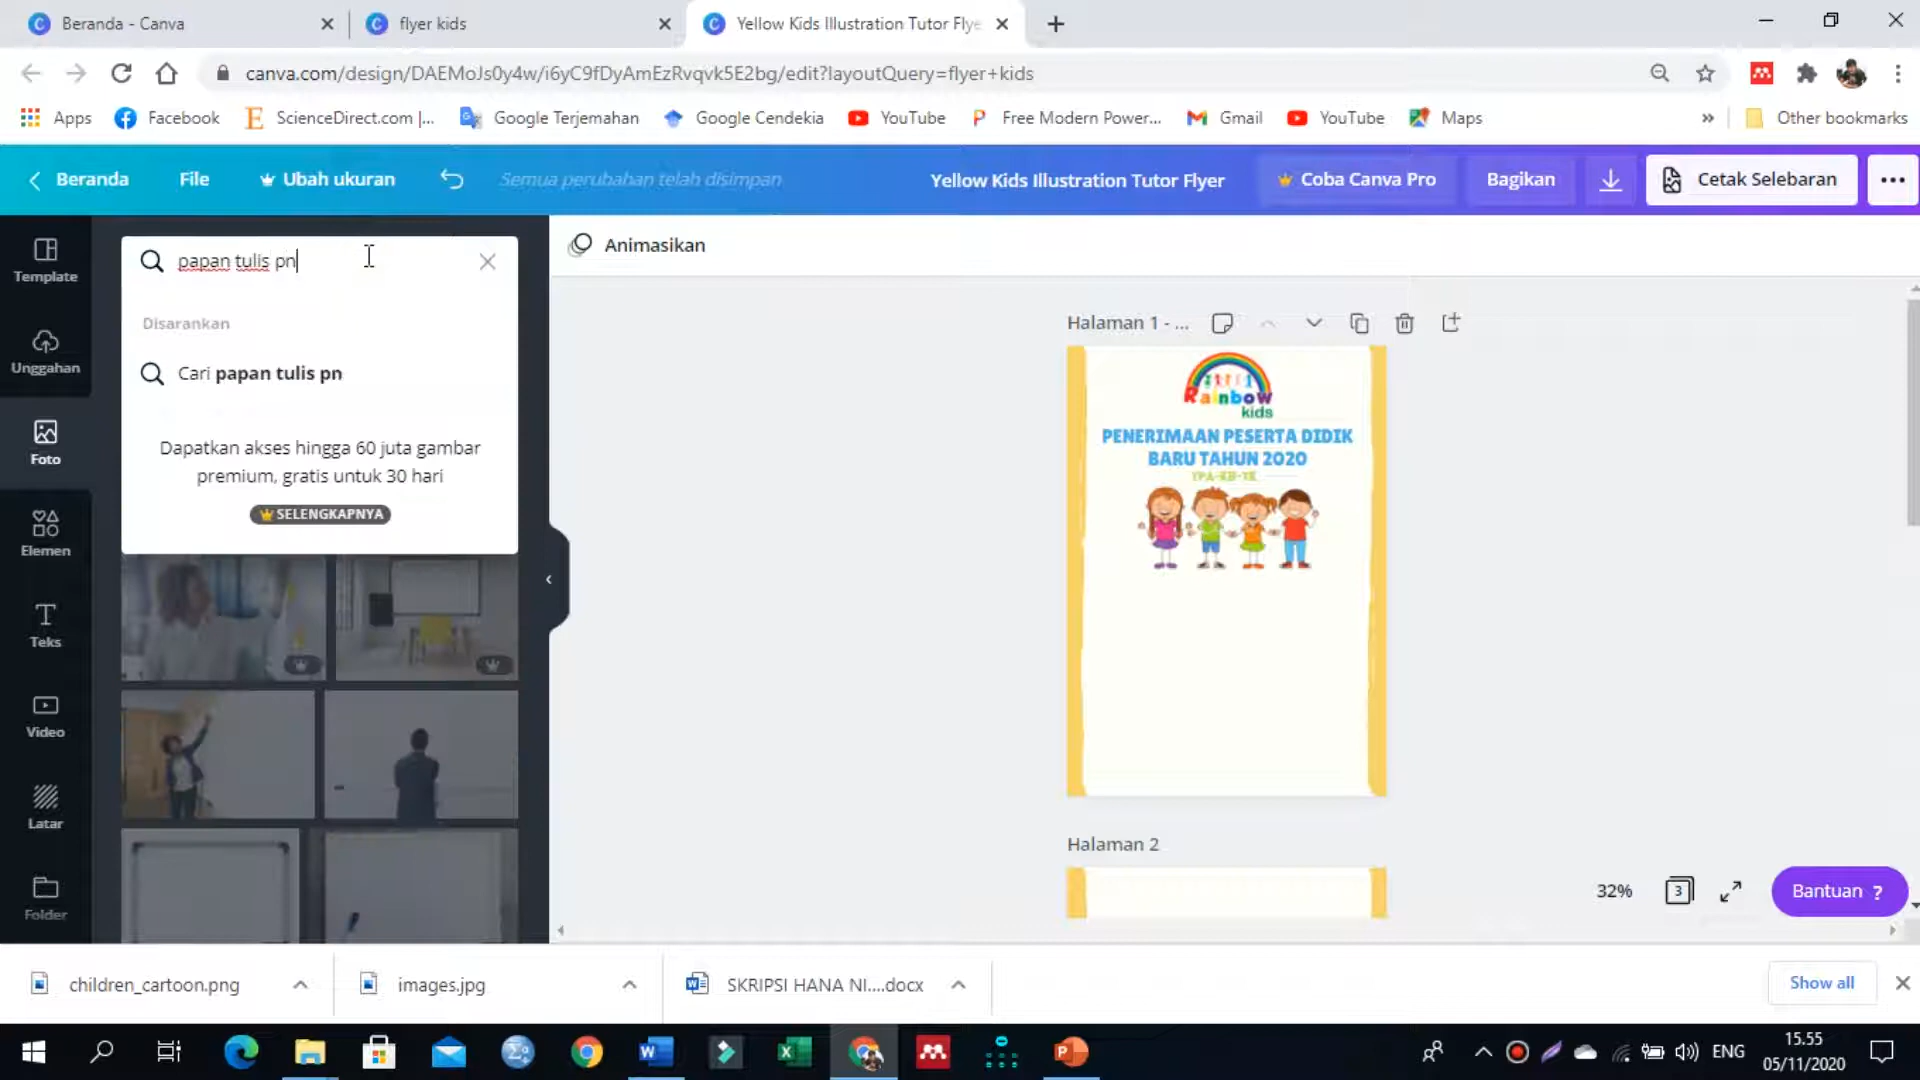 Beranda - Canva
flyer kids
Yellow Kids Illustration Tutor Flye
canva.com/design/DAEMoJs0y4w/i6yC9fDyAmEzRvqvk5E2bg/edit?layoutQuery=flyer+kids
Apps
Facebook
ScienceDirect.com |...
Google Terjemahan
Google Cendekia
YouTube
Free Modern Power...
Gmail
YouTube
Maps
»
Other bookmarks
Beranda
File
Ubah ukuran
Semua perubahan telah disimpan
Yellow Kids Illustration Tutor Flyer
Coba Canva Pro
Bagikan
Cetak Selebaran
Template
Unggahan
Foto
Elemen
Teks
Video
Latar
Folder
papan tulis pn
Disarankan
Cari papan tulis pn
Dapatkan akses hingga 60 juta gambar
premium, gratis untuk 30 hari
SELENGKAPNYA
Animasikan
Halaman 1 - ...
Rainbow
kids
PENERIMAAN PESERTA DIDIK
BARU TAHUN 2020
YPA-KB-TK
Halaman 2
32%
3
Bantuan ?
children_cartoon.png
images.jpg
SKRIPSI HANA NI....docx
Show all
ENG
15.55
05/11/2020